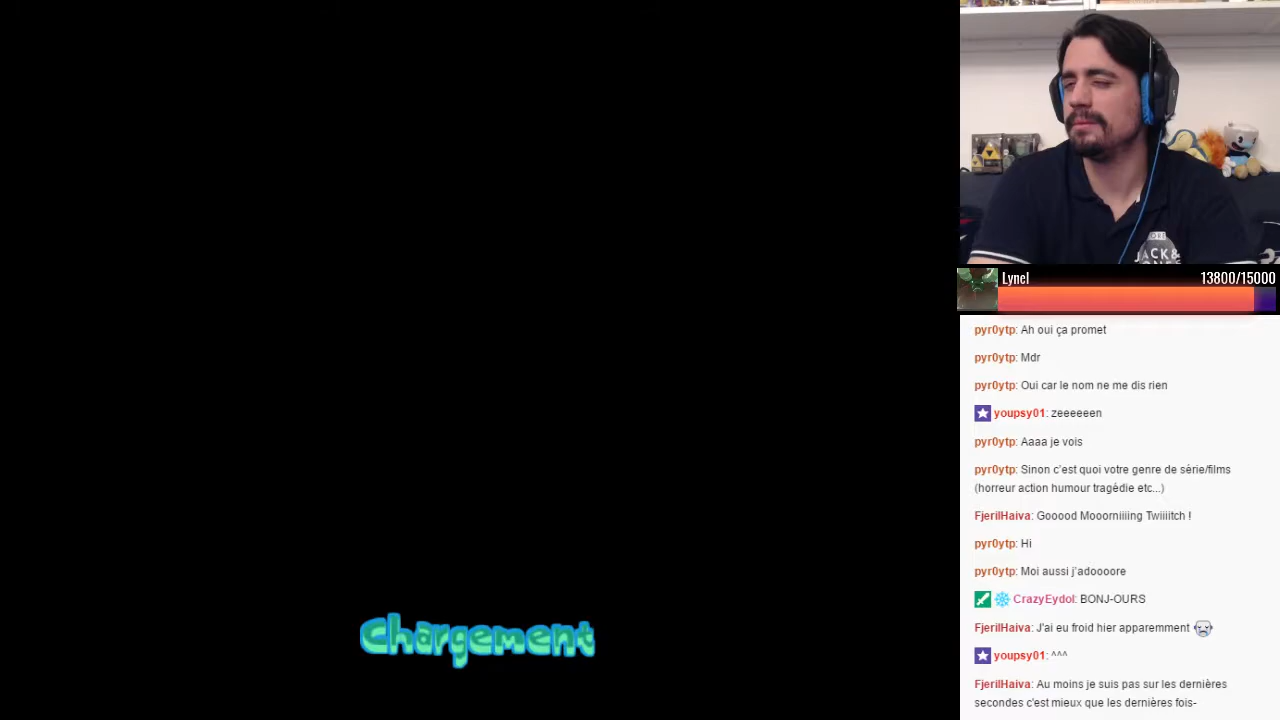 Chargement
Lynel 13800/15000
JACK&
pyr0ytp: Ah oui ça promet
pyr0ytp: Mdr
pyr0ytp: Oui car le nom ne me dis rien
youpsy01: zeeeeeen
pyr0ytp: Aaaa je vois
pyr0ytp: Sinon c'est quoi votre genre de série/films
(horreur action humour tragédie etc...)
FjerilHaiva: Gooood Mooorniiiing Twiiiitch !
pyr0ytp: Hi
pyr0ytp: Moi aussi j'adoooore
CrazyEydol: BONJ-OURS
FjerilHaiva: J'ai eu froid hier apparemment
youpsy01: ^^^
FjerilHaiva: Au moins je suis pas sur les dernières
secondes c'est mieux que les dernières fois-